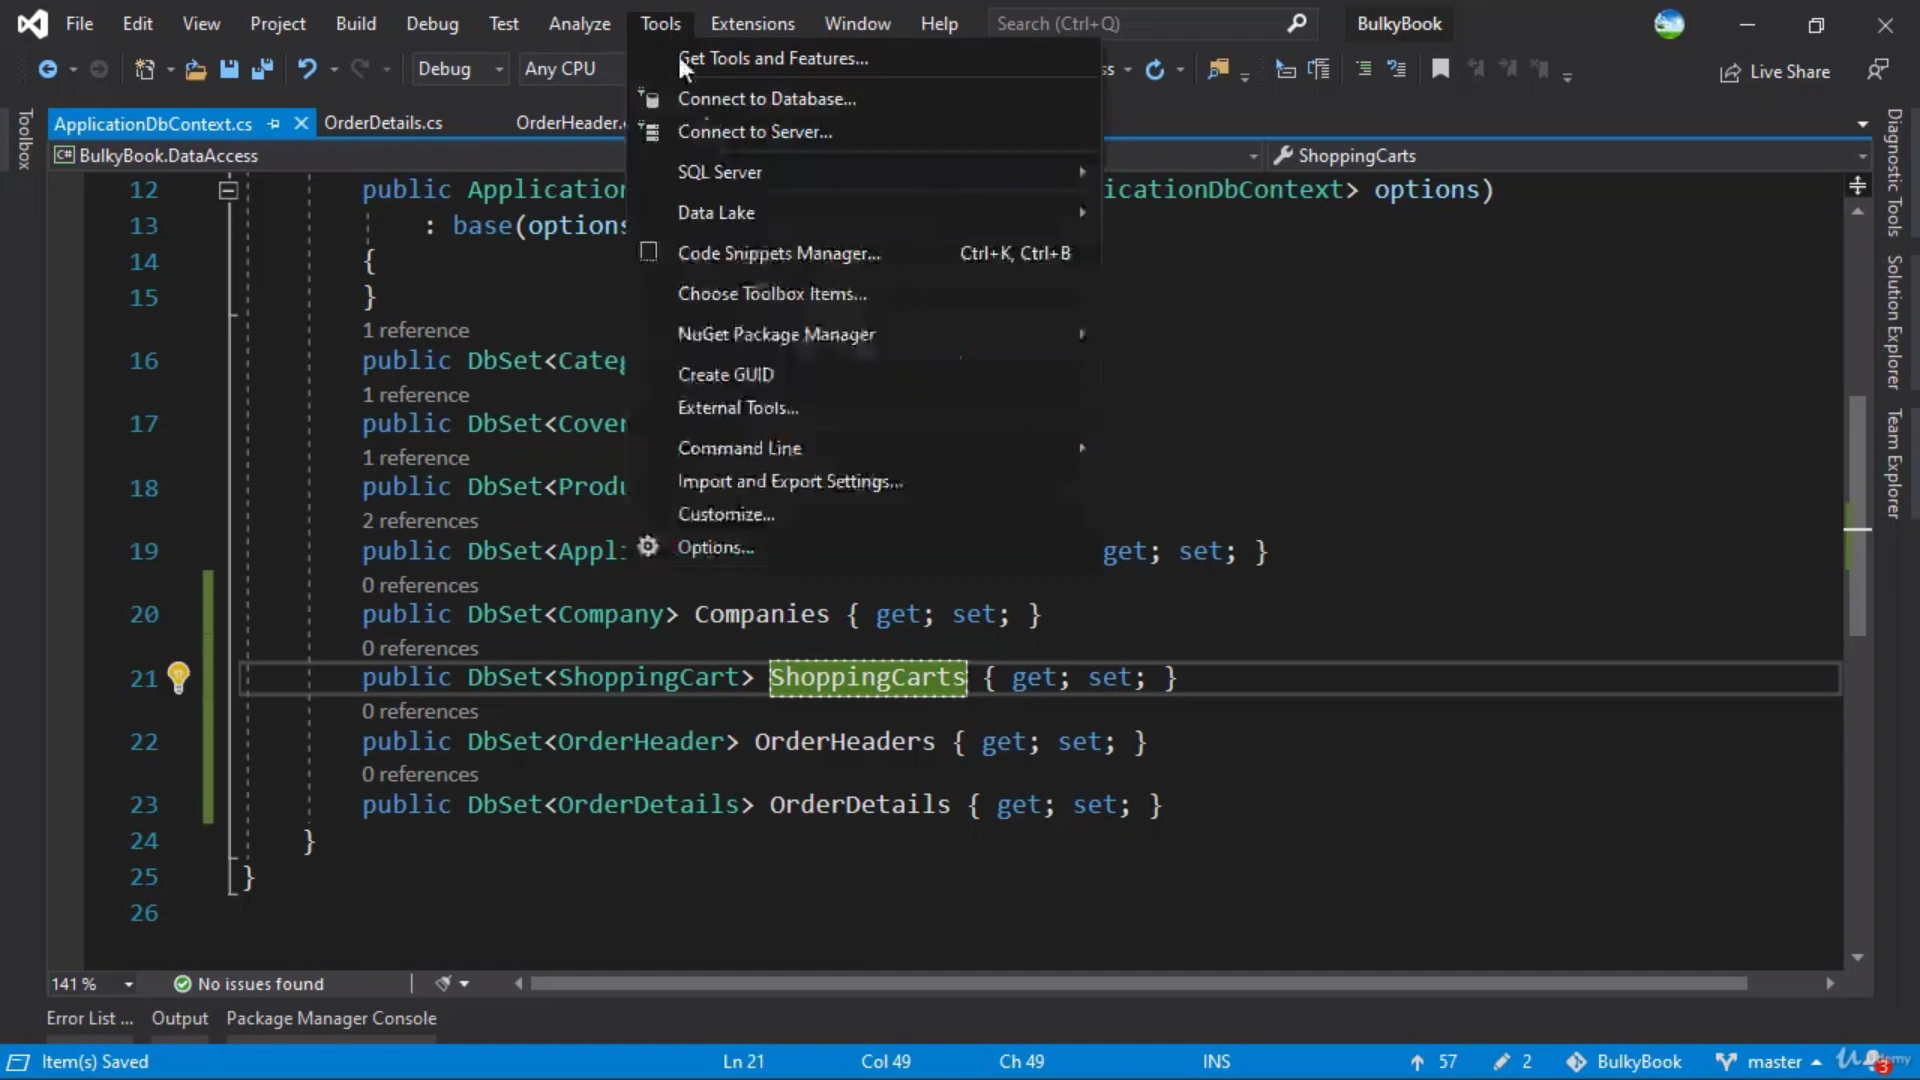 File Edit View Project Build Debug Test Analyze Tools Extensions Window Help Search (Ctrl+Q) BulkyBook
Debug Any CPU ss Live Share
Get Tools and Features...
Connect to Database...
Connect to Server...
SQL Server
Data Lake
Code Snippets Manager... Ctrl+K, Ctrl+B
Choose Toolbox Items...
NuGet Package Manager
Create GUID
External Tools...
Command Line
Import and Export Settings...
Customize...
Options...
Toolbox
ApplicationDbContext.cs OrderDetails.cs OrderHeader.c
C# BulkyBook.DataAccess ShoppingCarts
12 public Application icationDbContext> options)
13 : base(options
14 {
15 }
1 reference
16 public DbSet<Categ
1 reference
17 public DbSet<Cover
1 reference
18 public DbSet<Produ
2 references
19 public DbSet<Appli get; set; }
0 references
20 public DbSet<Company> Companies { get; set; }
0 references
21 public DbSet<ShoppingCart> ShoppingCarts { get; set; }
0 references
22 public DbSet<OrderHeader> OrderHeaders { get; set; }
0 references
23 public DbSet<OrderDetails> OrderDetails { get; set; }
24 }
25 }
26
Diagnostic Tools
Solution Explorer
Team Explorer
141 % No issues found
Error List ... Output Package Manager Console
Item(s) Saved Ln 21 Col 49 Ch 49 INS 57 2 BulkyBook master 3